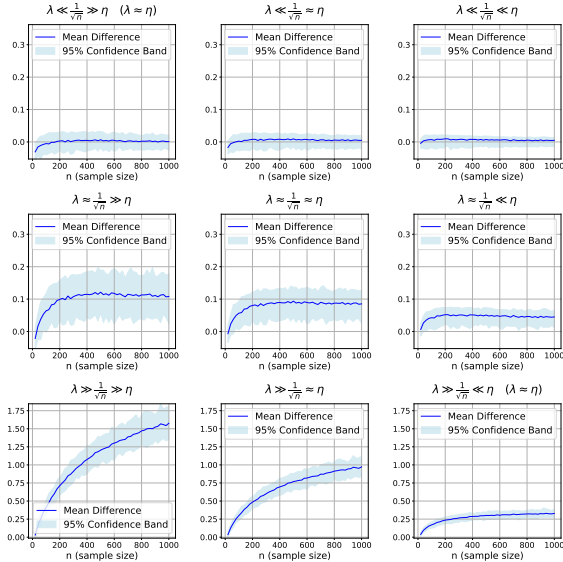 λ ≪ 1/√n ≫ η (λ ≈ η)
Mean Difference
95% Confidence Band
0.3
0.2
0.1
0.0
0 200 400 600 800 1000
n (sample size)
λ ≪ 1/√n ≈ η
Mean Difference
95% Confidence Band
0.3
0.2
0.1
0.0
0 200 400 600 800 1000
n (sample size)
λ ≪ 1/√n ≪ η
Mean Difference
95% Confidence Band
0.3
0.2
0.1
0.0
0 200 400 600 800 1000
n (sample size)
λ ≈ 1/√n ≫ η
Mean Difference
95% Confidence Band
0.3
0.2
0.1
0.0
0 200 400 600 800 1000
n (sample size)
λ ≈ 1/√n ≈ η
Mean Difference
95% Confidence Band
0.3
0.2
0.1
0.0
0 200 400 600 800 1000
n (sample size)
λ ≈ 1/√n ≪ η
Mean Difference
95% Confidence Band
0.3
0.2
0.1
0.0
0 200 400 600 800 1000
n (sample size)
λ ≫ 1/√n ≫ η
1.75
1.50
1.25
1.00
0.75
0.50
0.25
0.00
Mean Difference
95% Confidence Band
0 200 400 600 800 1000
n (sample size)
λ ≫ 1/√n ≈ η
Mean Difference
95% Confidence Band
1.75
1.50
1.25
1.00
0.75
0.50
0.25
0.00
0 200 400 600 800 1000
n (sample size)
λ ≫ 1/√n ≪ η (λ ≈ η)
Mean Difference
95% Confidence Band
1.75
1.50
1.25
1.00
0.75
0.50
0.25
0.00
0 200 400 600 800 1000
n (sample size)